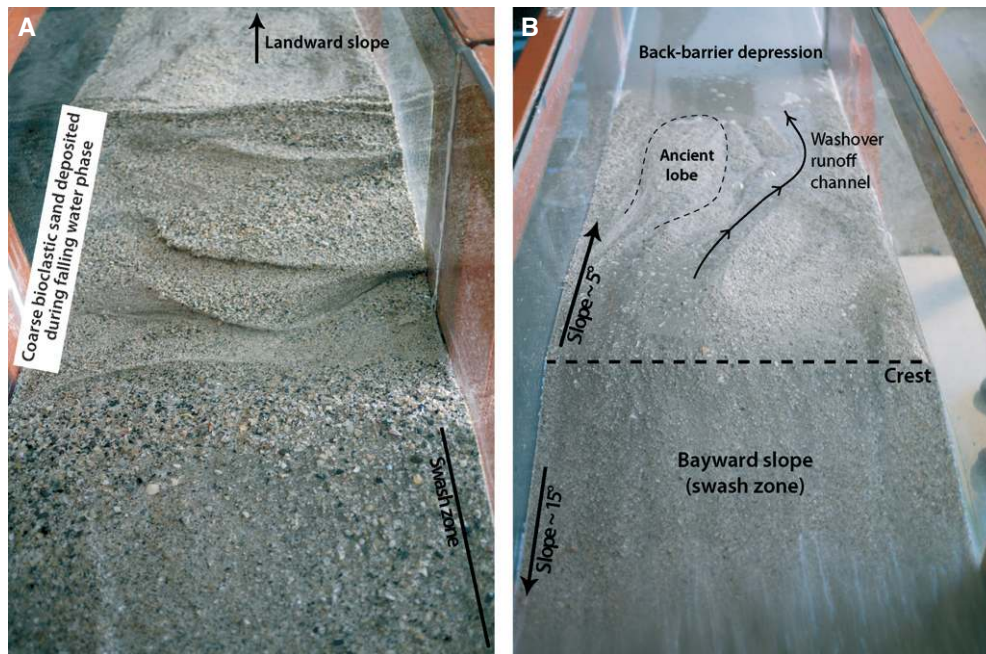 A
Landward slope
Coarse bioclastic sand deposited
during falling water phase
Swash zone
B
Back-barrier depression
Ancient
lobe
Washover
runoff
channel
Slope ~ 5°
Crest
Bayward slope
(swash zone)
Slope ~ 15°